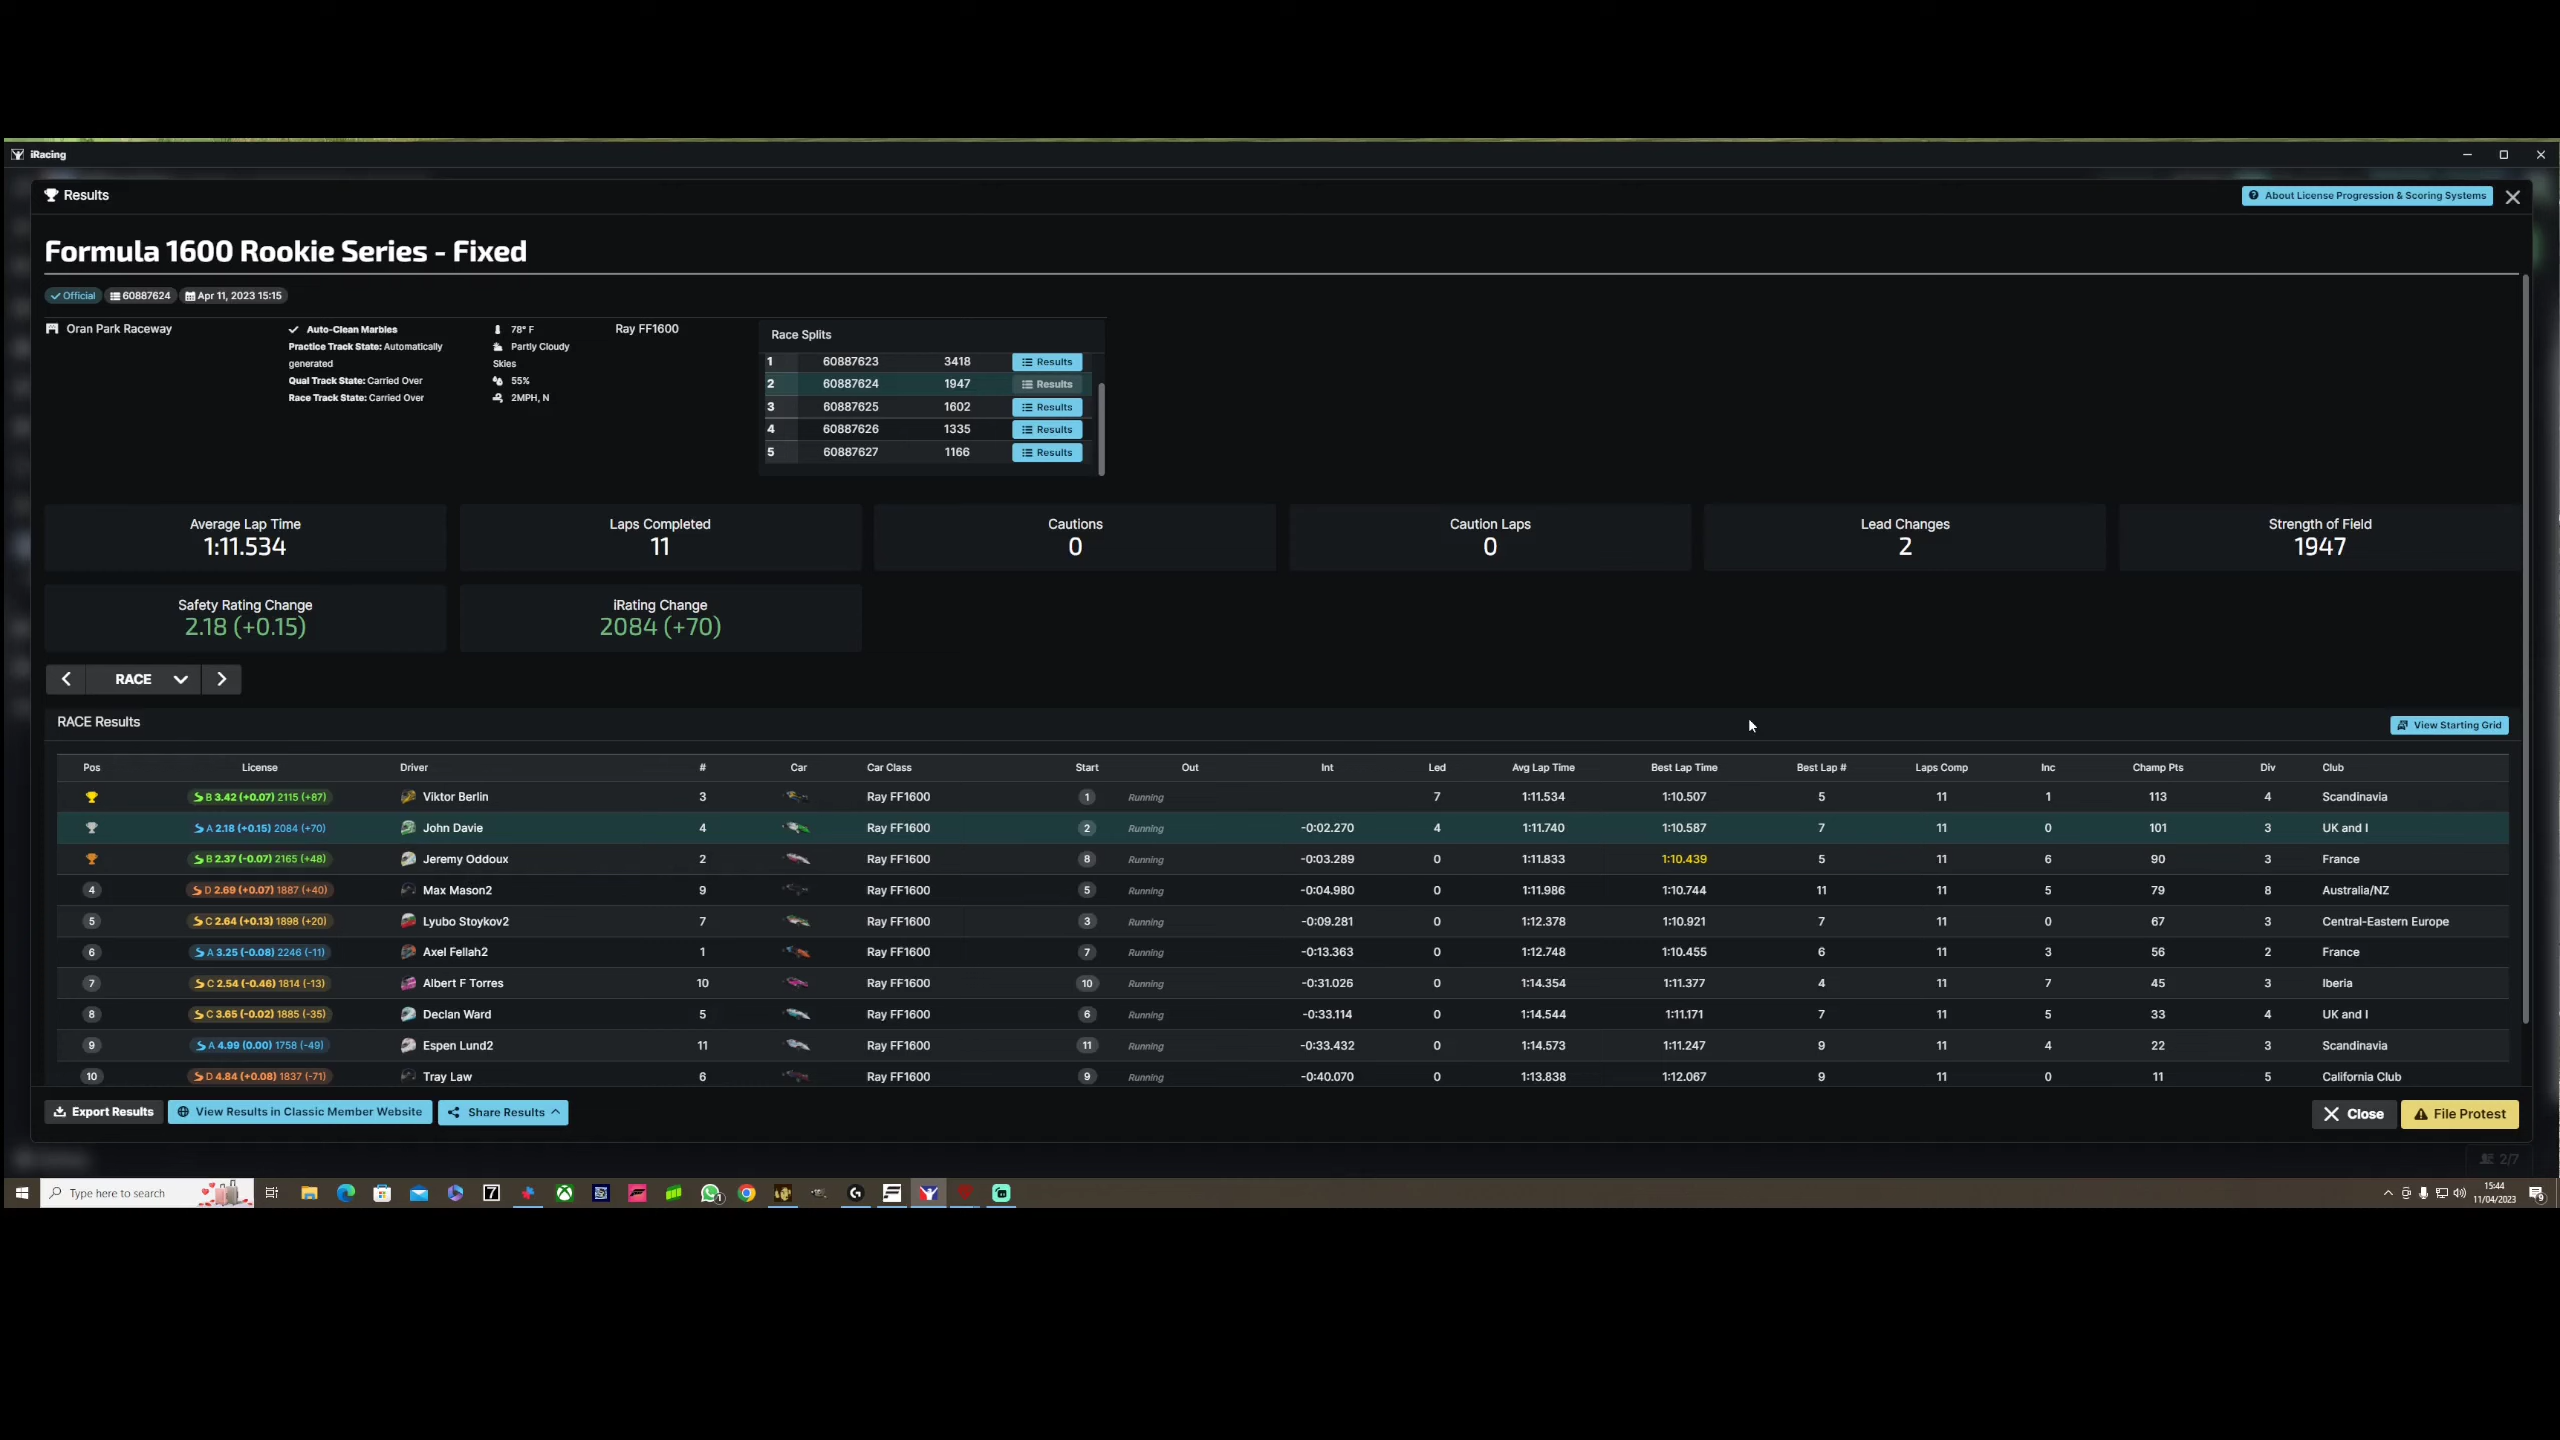 iRacing
Results
About License Progression & Scoring Systems
Formula 1600 Rookie Series - Fixed
Official 60887624 Apr 11, 2023 15:15
Oran Park Raceway
Auto-Clean Marbles
Practice Track State: Automatically
generated
Qual Track State: Carried Over
Race Track State: Carried Over
78° F
Partly Cloudy
Skies
55%
2MPH, N
Ray FF1600
Race Splits
1 60887623 3418 Results
2 60887624 1947 Results
3 60887625 1602 Results
4 60887626 1335 Results
5 60887627 1166 Results
Average Lap Time
1:11.534
Laps Completed
11
Cautions
0
Caution Laps
0
Lead Changes
2
Strength of Field
1947
Safety Rating Change
2.18 (+0.15)
iRating Change
2084 (+70)
RACE
RACE Results
View Starting Grid
Pos License Driver # Car Car Class Start Out Int Led Avg Lap Time Best Lap Time Best Lap # Laps Comp Inc Champ Pts Div Club
B 3.42 (+0.07) 2115 (+87) Viktor Berlin 3 Ray FF1600 1 Running 7 1:11.534 1:10.507 5 11 1 113 4 Scandinavia
A 2.18 (+0.15) 2084 (+70) John Davie 4 Ray FF1600 2 Running -0:02.270 4 1:11.740 1:10.587 7 11 0 101 3 UK and I
B 2.37 (-0.07) 2165 (+48) Jeremy Oddoux 2 Ray FF1600 8 Running -0:03.289 0 1:11.833 1:10.439 5 11 6 90 3 France
4 D 2.69 (+0.07) 1887 (+40) Max Mason2 9 Ray FF1600 5 Running -0:04.980 0 1:11.986 1:10.744 11 11 5 79 8 Australia/NZ
5 C 2.64 (+0.13) 1898 (+20) Lyubo Stoykov2 7 Ray FF1600 3 Running -0:09.281 0 1:12.378 1:10.921 7 11 0 67 3 Central-Eastern Europe
6 A 3.25 (-0.08) 2246 (-11) Axel Fellah2 1 Ray FF1600 7 Running -0:13.363 0 1:12.748 1:10.455 6 11 3 56 2 France
7 C 2.54 (-0.46) 1814 (-13) Albert F Torres 10 Ray FF1600 10 Running -0:31.026 0 1:14.354 1:11.377 4 11 7 45 3 Iberia
8 C 3.65 (-0.02) 1885 (-35) Declan Ward 5 Ray FF1600 6 Running -0:33.114 0 1:14.544 1:11.171 7 11 5 33 4 UK and I
9 A 4.99 (0.00) 1758 (-49) Espen Lund2 11 Ray FF1600 11 Running -0:33.432 0 1:14.573 1:11.247 9 11 4 22 3 Scandinavia
10 D 4.84 (+0.08) 1837 (-71) Tray Law 6 Ray FF1600 9 Running -0:40.070 0 1:13.838 1:12.067 9 11 0 11 5 California Club
Export Results View Results in Classic Member Website Share Results Close File Protest
2/7
Type here to search
15:44
11/04/2023